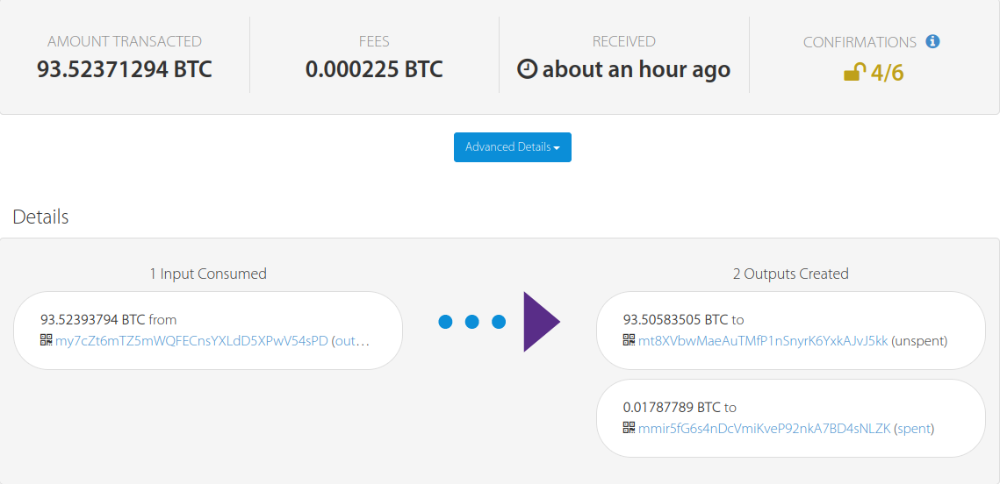 AMOUNT TRANSACTED
93.52371294 BTC
FEES
0.000225 BTC
RECEIVED
about an hour ago
CONFIRMATIONS
4/6
Advanced Details
Details
1 Input Consumed
93.52393794 BTC from
my7cZt6mTZ5mWQFECnsYXLdD5XPwV54sPD (out…
2 Outputs Created
93.50583505 BTC to
mt8XVbwMaeAuTMfP1nSnyrK6YxkAJvJ5kk (unspent)
0.01787789 BTC to
mmir5fG6s4nDcVmiKveP92nkA7BD4sNLZK (spent)